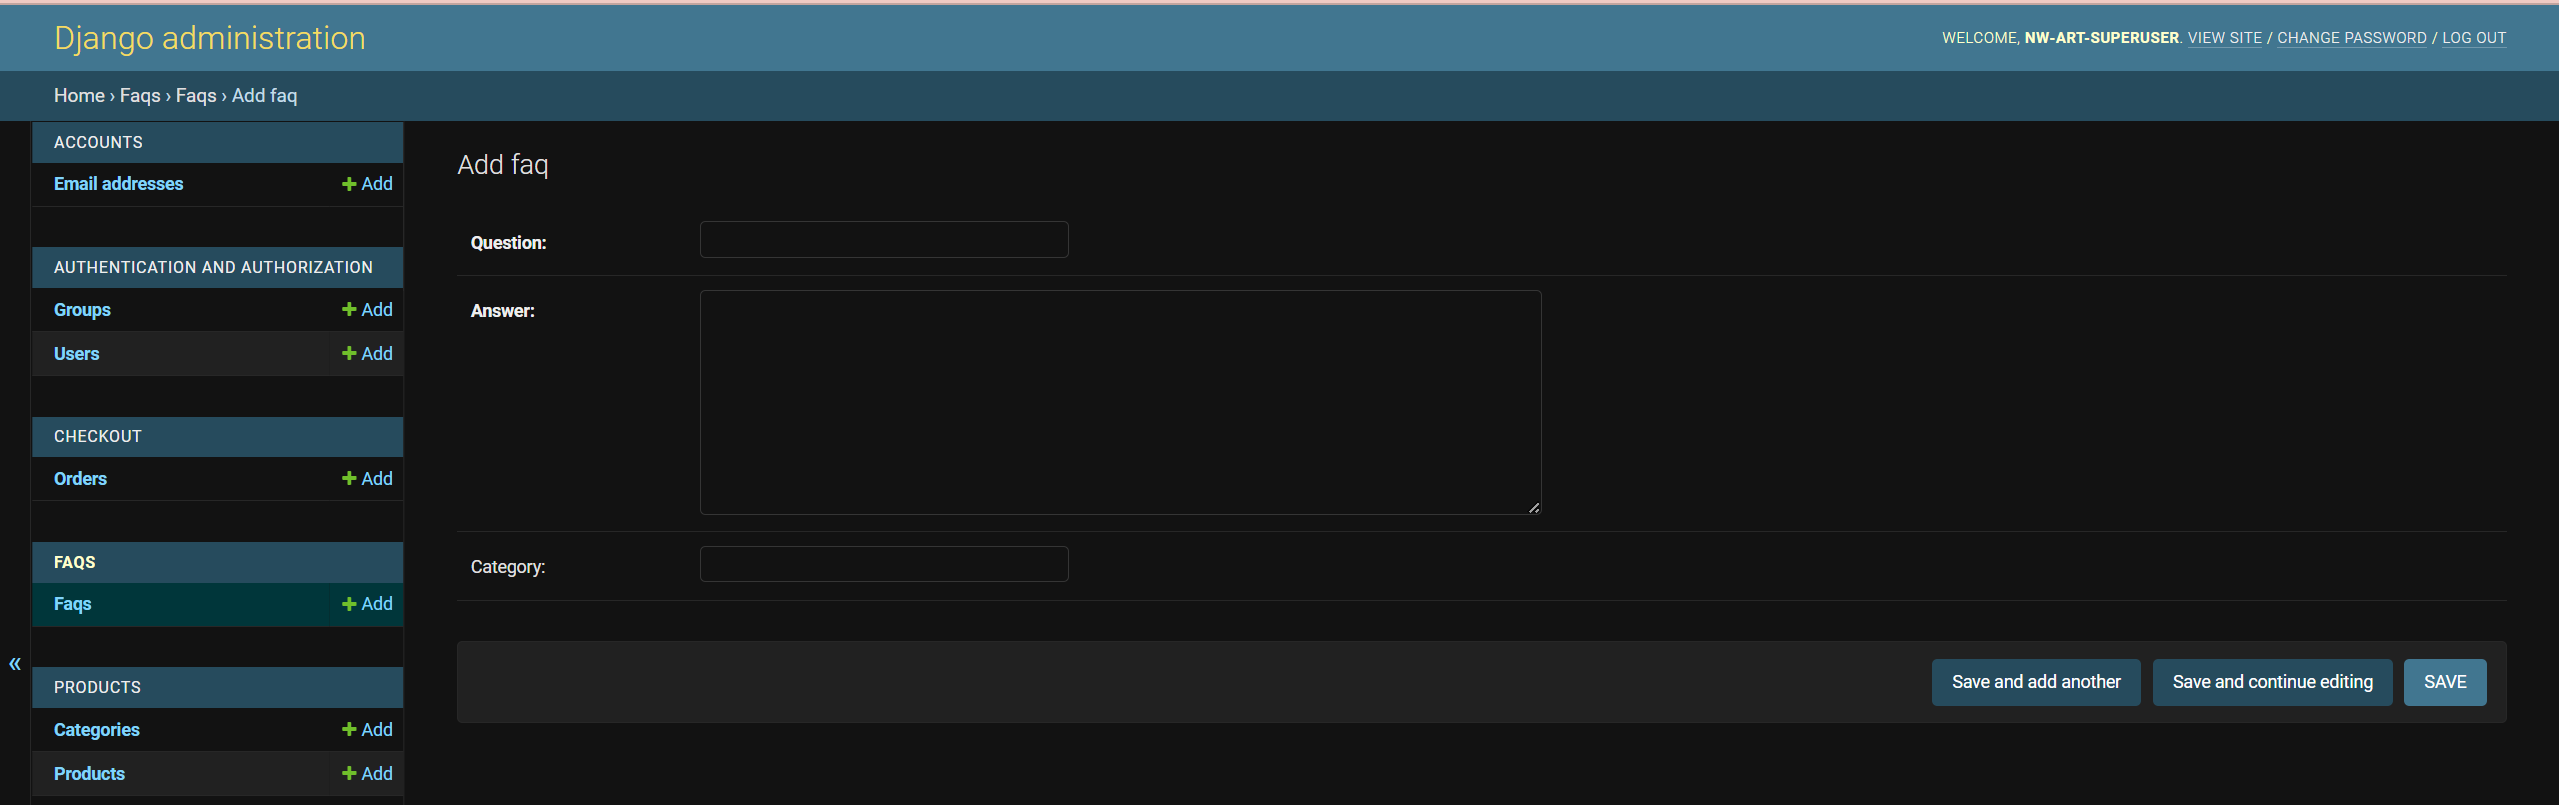 Django administration
WELCOME, NW-ART-SUPERUSER. VIEW SITE / CHANGE PASSWORD / LOG OUT
Home › Faqs › Faqs › Add faq
ACCOUNTS
Email addresses + Add
AUTHENTICATION AND AUTHORIZATION
Groups + Add
Users + Add
CHECKOUT
Orders + Add
FAQS
Faqs + Add
«
PRODUCTS
Categories + Add
Products + Add
Add faq
Question:
Answer:
Category:
Save and add another
Save and continue editing
SAVE